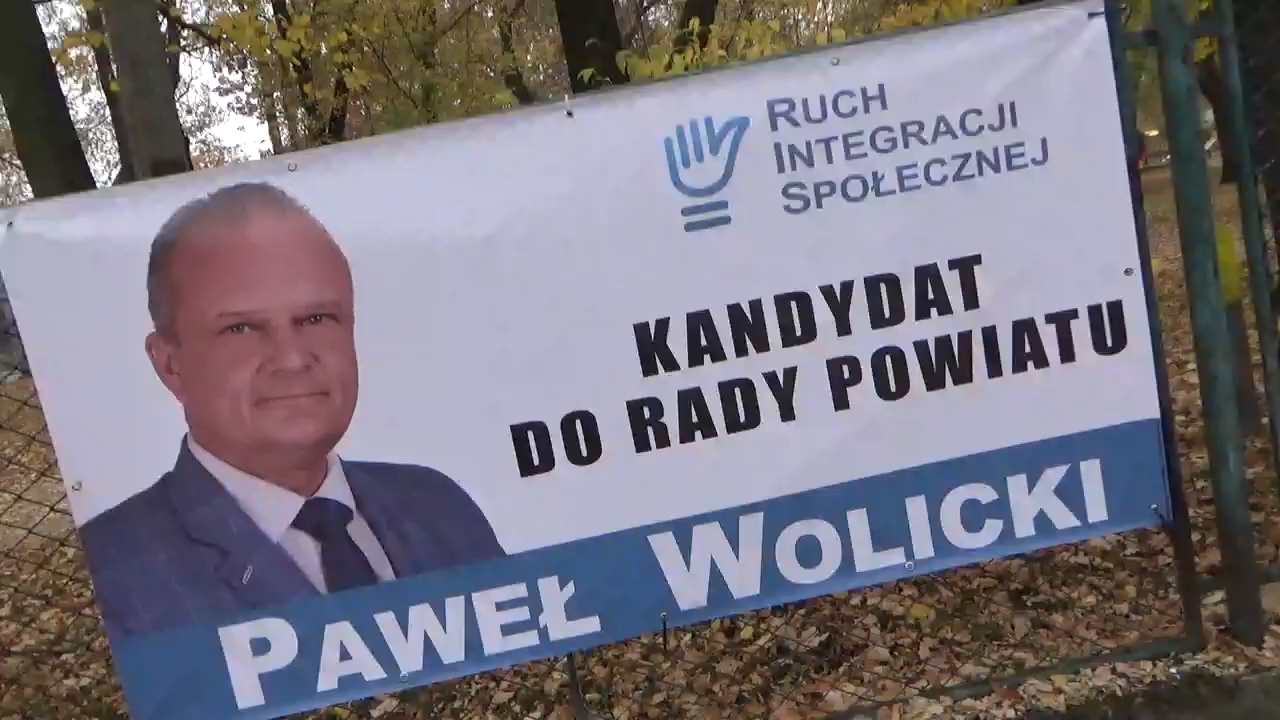 RUCH
INTEGRACJI
SPOŁECZNEJ
KANDYDAT
DO RADY POWIATU
PAWEŁ WOLICKI